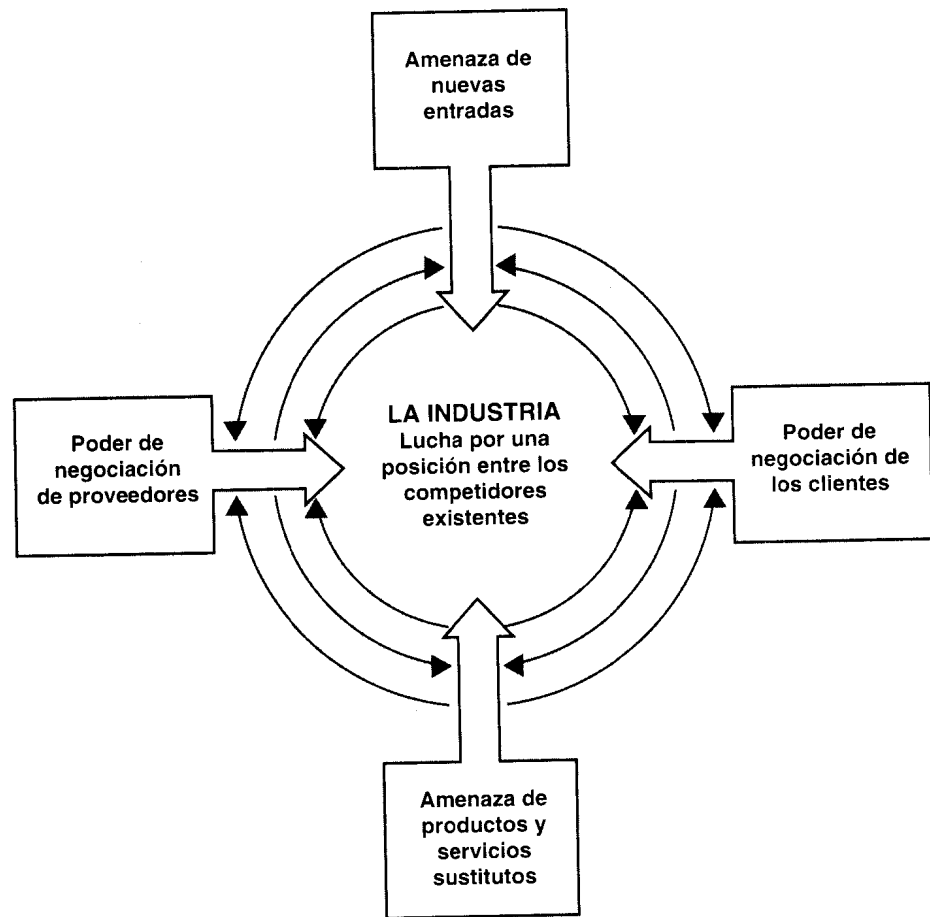 Amenaza de
nuevas
entradas
Poder de
negociación
de proveedores
LA INDUSTRIA
Lucha por una
posición entre los
competidores
existentes
Poder de
negociación de
los clientes
Amenaza de
productos y
servicios
sustitutos